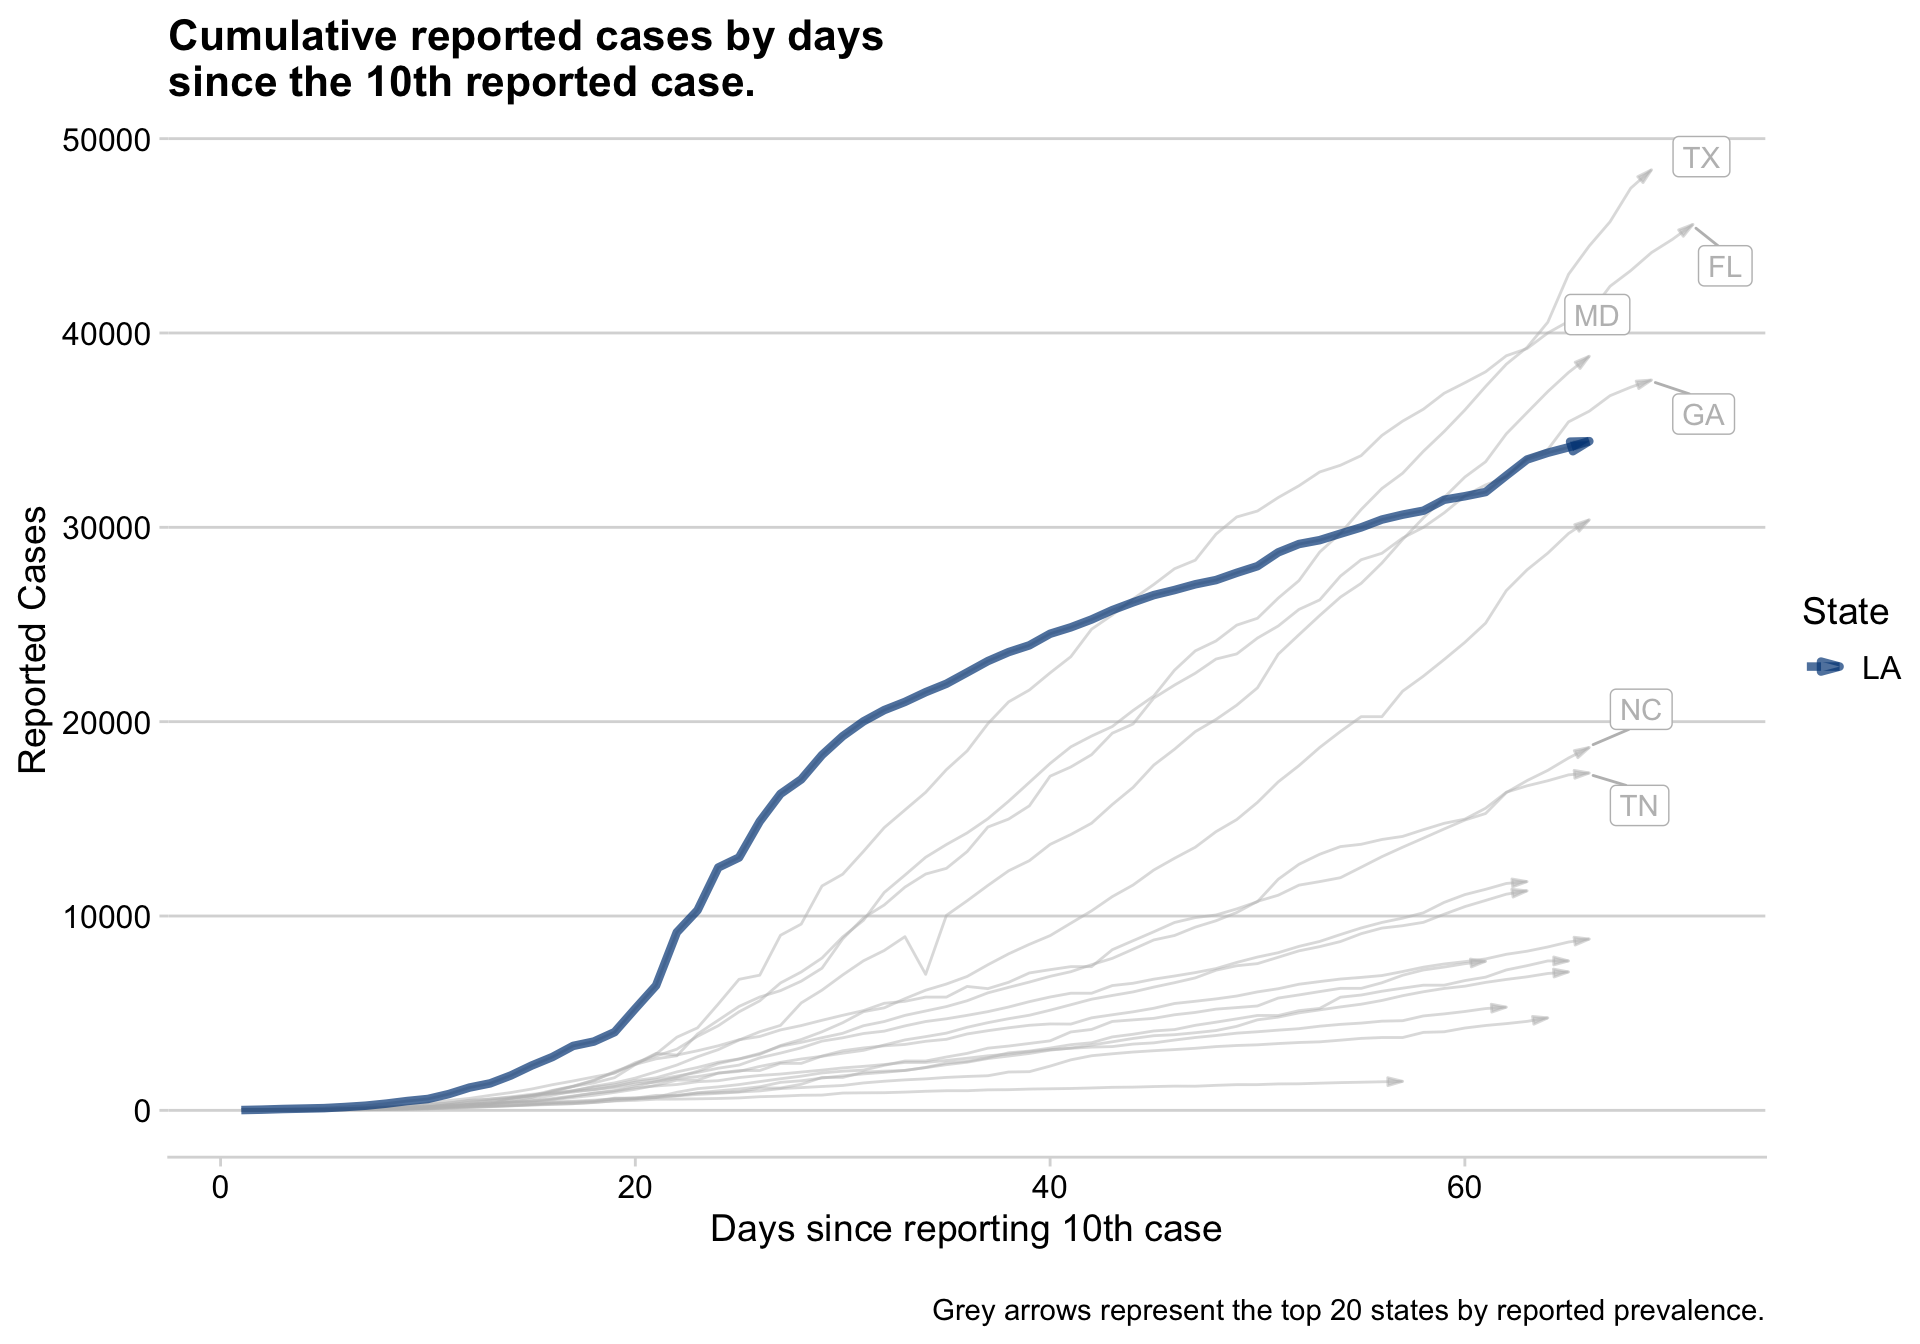 Cumulative reported cases by days
since the 10th reported case.
50000
40000
30000
20000
10000
0
Reported Cases
TX
FL
MD
GA
NC
TN
State
LA
0
20
40
60
Days since reporting 10th case
Grey arrows represent the top 20 states by reported prevalence.